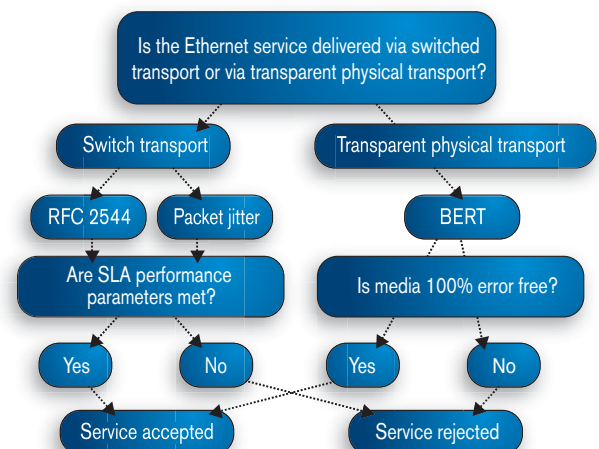 Is the Ethernet service delivered via switched
transport or via transparent physical transport?
Switch transport
Transparent physical transport
RFC 2544
Packet jitter
BERT
Are SLA performance
parameters met?
Is media 100% error free?
Yes
No
Yes
No
Service accepted
Service rejected